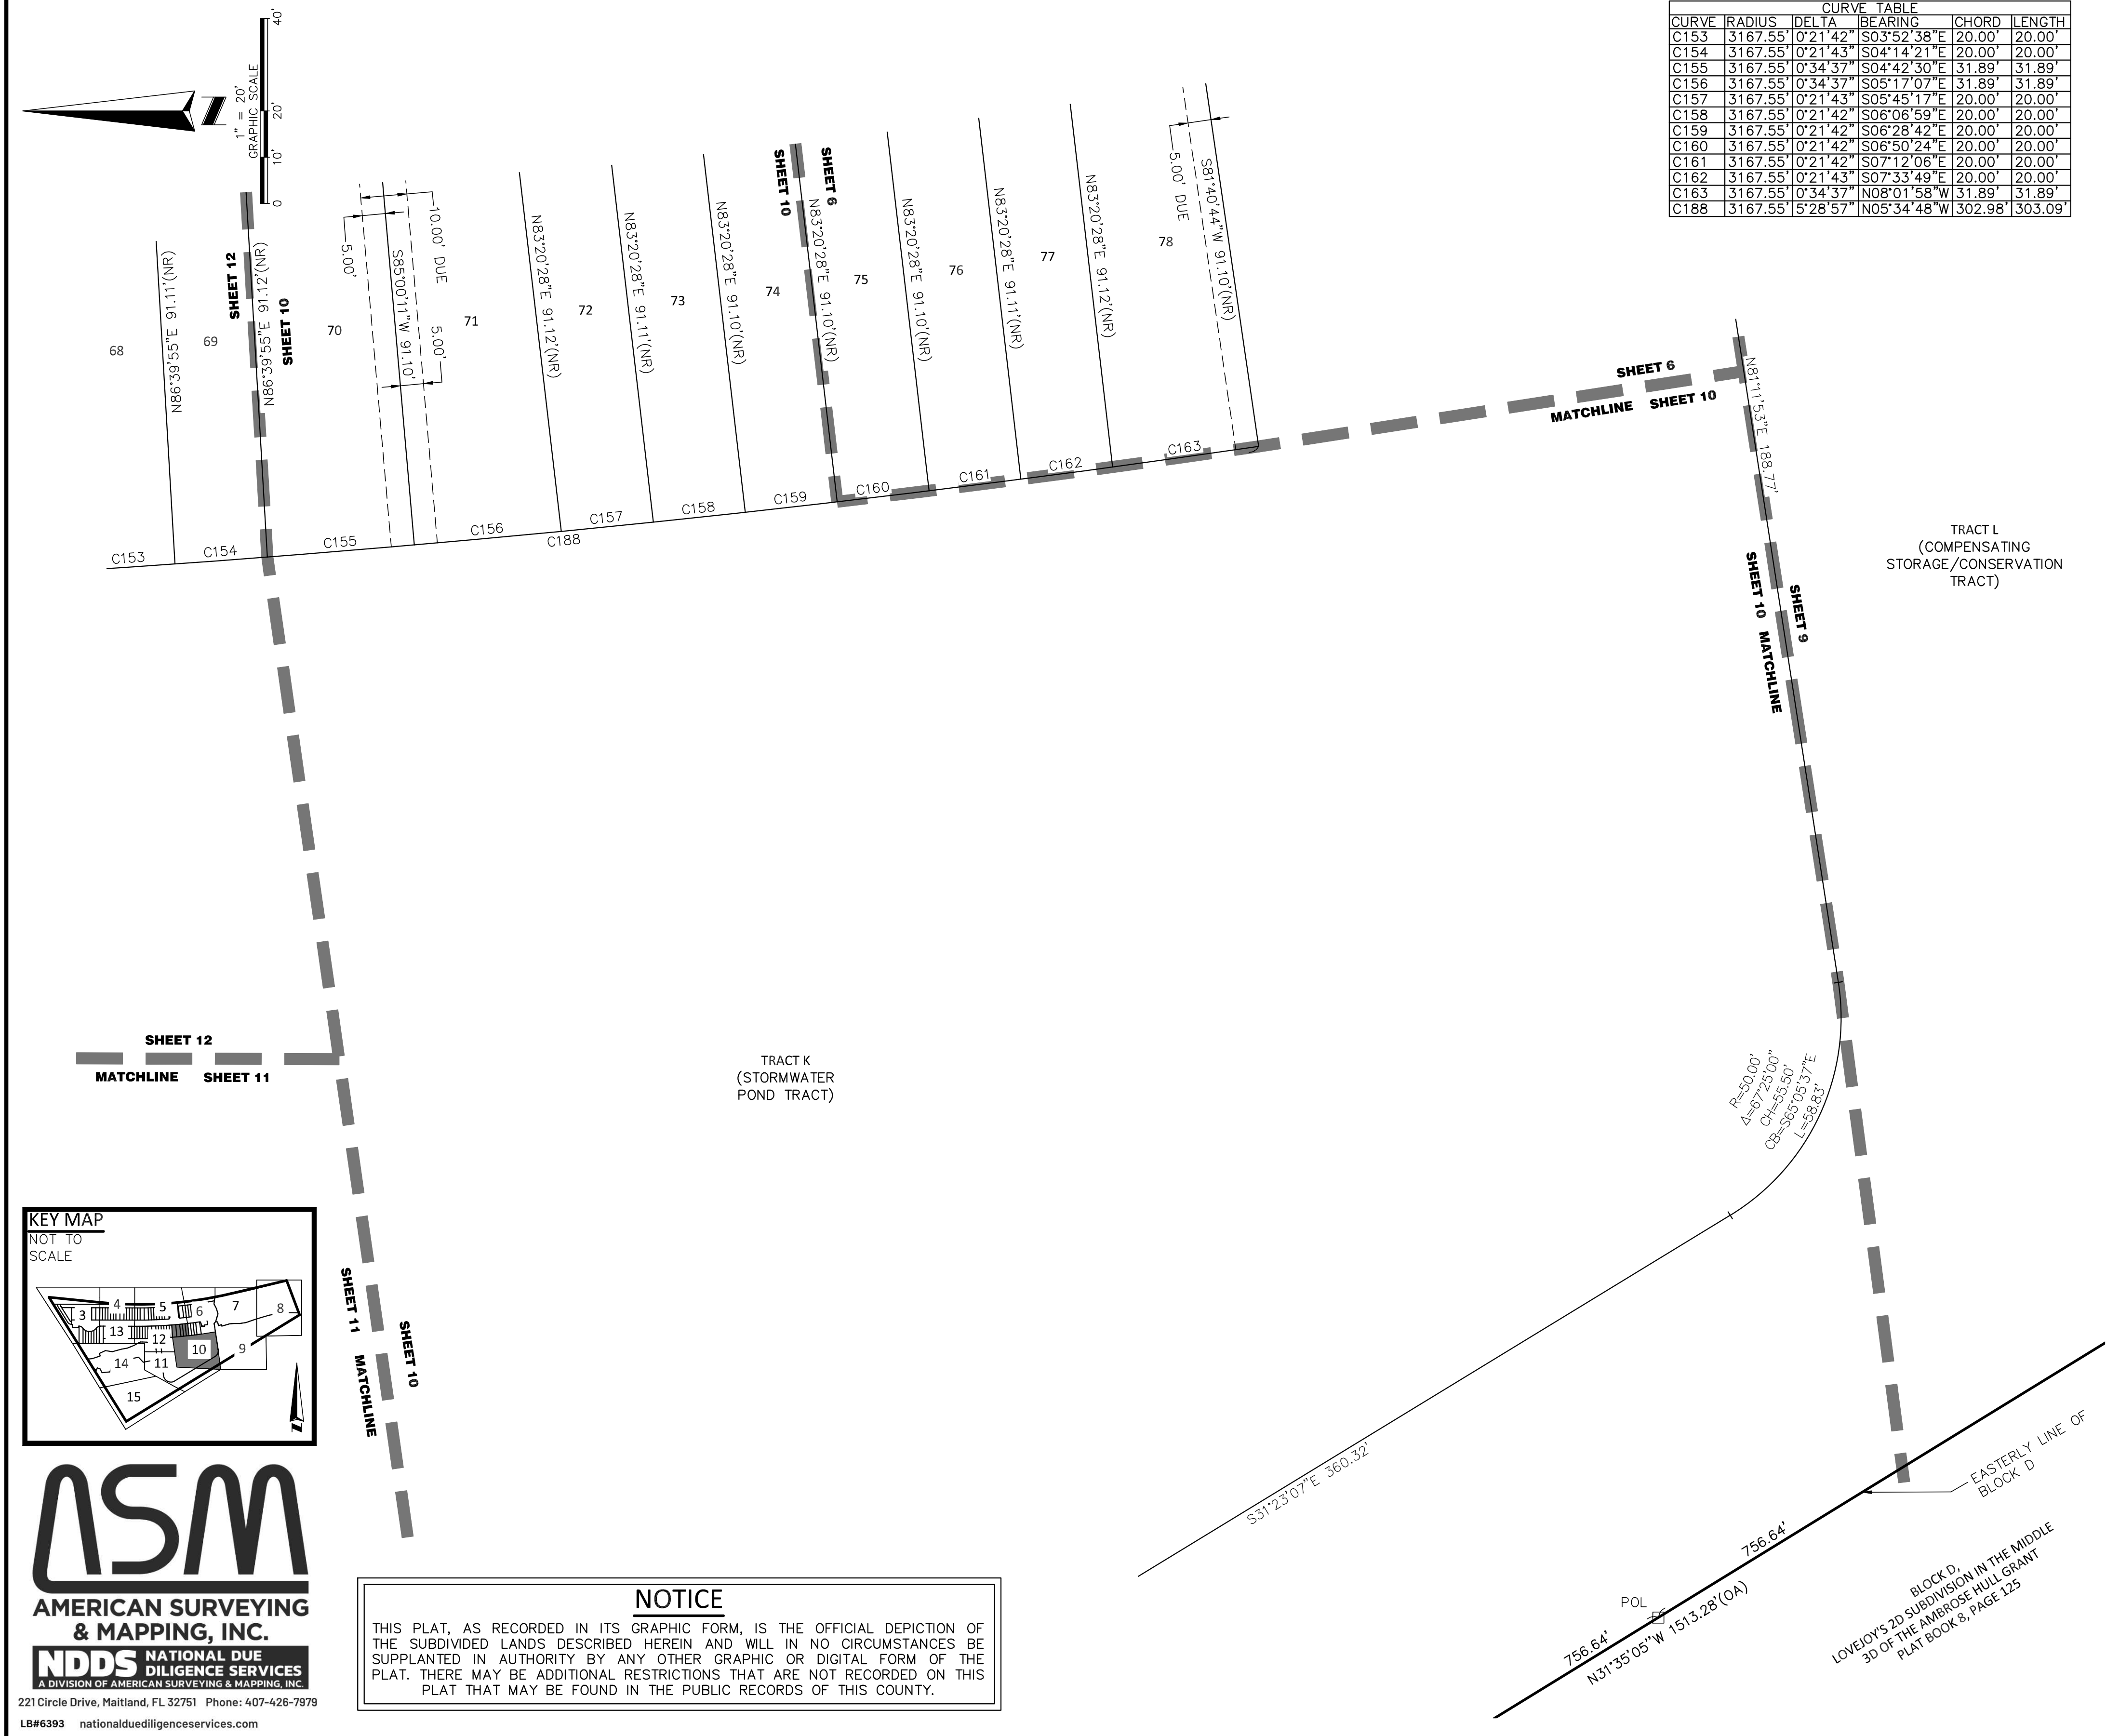 CURVE TABLE
CURVE RADIUS DELTA BEARING CHORD LENGTH
C153 3167.55' 0°21'42" S03°52'38"E 20.00' 20.00'
C154 3167.55' 0°21'43" S04°14'21"E 20.00' 20.00'
C155 3167.55' 0°34'37" S04°42'30"E 31.89' 31.89'
C156 3167.55' 0°34'37" S05°17'07"E 31.89' 31.89'
C157 3167.55' 0°21'43" S05°45'17"E 20.00' 20.00'
C158 3167.55' 0°21'42" S06°06'59"E 20.00' 20.00'
C159 3167.55' 0°21'42" S06°28'42"E 20.00' 20.00'
C160 3167.55' 0°21'42" S06°50'24"E 20.00' 20.00'
C161 3167.55' 0°21'42" S07°12'06"E 20.00' 20.00'
C162 3167.55' 0°21'43" S07°33'49"E 20.00' 20.00'
C163 3167.55' 0°34'37" N08°01'58"W 31.89' 31.89'
C188 3167.55' 5°28'57" N05°34'48"W 302.98' 303.09'
N
1" = 20'
GRAPHIC SCALE
0
10'
20'
40'
68
N86°39'55"E 91.11'(NR)
69
SHEET 12
N86°39'55"E 91.12'(NR)
SHEET 10
70
5.00'
S85°00'11"W 91.10'
10.00' DUE
5.00'
71
N83°20'28"E 91.12'(NR)
72
N83°20'28"E 91.11'(NR)
73
N83°20'28"E 91.10'(NR)
74
SHEET 10
SHEET 6
N83°20'28"E 91.10'(NR)
75
N83°20'28"E 91.10'(NR)
76
N83°20'28"E 91.11'(NR)
77
N83°20'28"E 91.12'(NR)
78
5.00' DUE
S81°40'44"W 91.10'(NR)
C153
C154
C155
C156
C188
C157
C158
C159
C160
C161
C162
C163
SHEET 6
MATCHLINE SHEET 10
N81°11'53"E 188.77'
SHEET 9
SHEET 10 MATCHLINE
TRACT L
(COMPENSATING
STORAGE/CONSERVATION
TRACT)
SHEET 12
MATCHLINE SHEET 11
TRACT K
(STORMWATER
POND TRACT)
R=50.00'
Δ=67°25'00"
CH=55.50'
CB=S65°05'37"E
L=58.83'
SHEET 10
SHEET 11 MATCHLINE
S31°23'07"E 360.32'
EASTERLY LINE OF
BLOCK D
756.64'
POL
756.64'
N31°35'05"W 1513.28'(OA)
BLOCK D,
LOVEJOY'S 2D SUBDIVISION IN THE MIDDLE
3D OF THE AMBROSE HULL GRANT
PLAT BOOK 8, PAGE 125
KEY MAP
NOT TO
SCALE
3
4
5
6
7
8
13
12
10
9
14
11
15
N
ASM
AMERICAN SURVEYING
& MAPPING, INC.
NDDS NATIONAL DUE
DILIGENCE SERVICES
A DIVISION OF AMERICAN SURVEYING & MAPPING, INC.
221 Circle Drive, Maitland, FL 32751 Phone: 407-426-7979
LB#6393 nationalduediligenceservices.com
NOTICE
THIS PLAT, AS RECORDED IN ITS GRAPHIC FORM, IS THE OFFICIAL DEPICTION OF
THE SUBDIVIDED LANDS DESCRIBED HEREIN AND WILL IN NO CIRCUMSTANCES BE
SUPPLANTED IN AUTHORITY BY ANY OTHER GRAPHIC OR DIGITAL FORM OF THE
PLAT. THERE MAY BE ADDITIONAL RESTRICTIONS THAT ARE NOT RECORDED ON THIS
PLAT THAT MAY BE FOUND IN THE PUBLIC RECORDS OF THIS COUNTY.